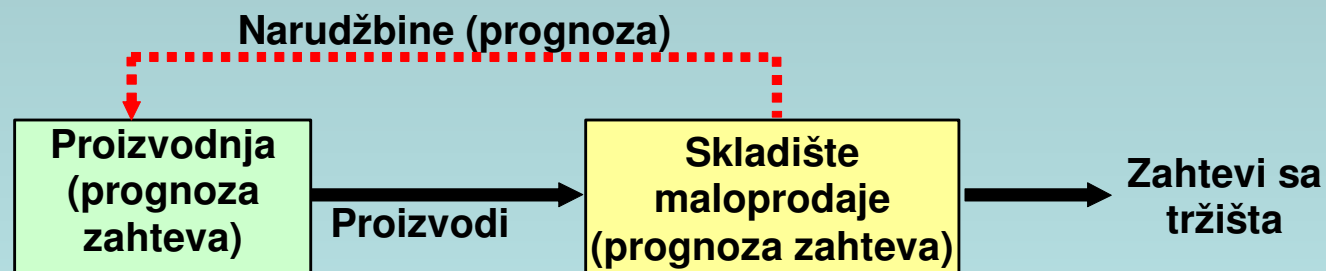 Narudžbine (prognoza)
Proizvodnja
(prognoza
zahteva)
Proizvodi
Skladište
maloprodaje
(prognoza zahteva)
Zahtevi sa
tržišta